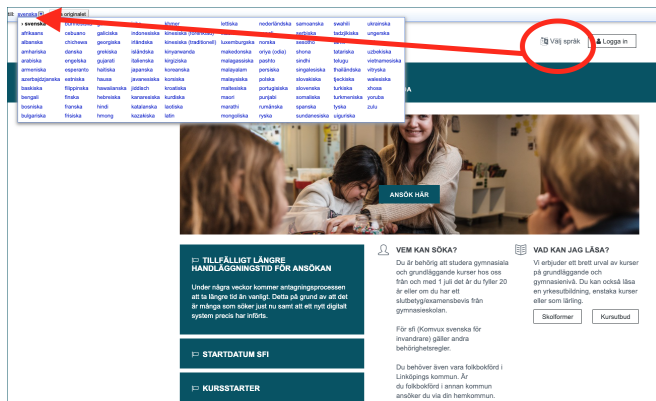 till: svenska
originalet
› svenska
khmer
lettiska
nederländska
samoanska
swahili
ukrainska
afrikaans
cebuano
galiciska
indonesiska
kinesiska (förenklad)
serbiska
tadzjikiska
ungerska
albanska
chichewa
georgiska
irländska
kinesiska (traditionell)
luxemburgska
norska
sesotho
uzbekiska
amhariska
danska
grekiska
isländska
kinyarwanda
makedonska
oriya (odia)
shona
tatariska
arabiska
engelska
gujarati
italienska
kirgiziska
malagassiska
pashto
sindhi
telugu
vietnamesiska
armeniska
esperanto
haitiska
japanska
koreanska
malayalam
persiska
singalesiska
thailändska
vitryska
azerbajdzjanska
estniska
hausa
javanesiska
korsiska
malaysiska
polska
slovakiska
tjeckiska
walesiska
baskiska
filippinska
hawaiianska
jiddisch
kroatiska
maltesiska
portugisiska
slovenska
turkiska
xhosa
bengali
finska
hebreiska
kanaresiska
kurdiska
maori
punjabi
somaliska
turkmeniska
yoruba
bosniska
franska
hindi
katalanska
laotiska
marathi
rumänska
spanska
tyska
zulu
bulgariska
frisiska
hmong
kazakiska
latin
mongoliska
ryska
sundanesiska
uiguriska
Välj språk
Logga in
ANSÖK HÄR
TILLFÄLLIGT LÄNGRE
HANDLÄGGNINGSTID FÖR ANSÖKAN
Under några veckor kommer antagningsprocessen
att ta längre tid än vanligt. Detta på grund av att det
är många som söker just nu samt att ett nytt digitalt
system precis har införts.
STARTDATUM SFI
KURSSTARTER
VEM KAN SÖKA?
Du är behörig att studera gymnasiala
och grundläggande kurser hos oss
från och med 1 juli det år du fyller 20
år eller om du har ett
slutbetyg/examensbevis från
gymnasieskolan.
För sfi (Komvux svenska för
invandrare) gäller andra
behörighetsregler.
Du behöver även vara folkbokförd i
Linköpings kommun. Är
du folkbokförd i annan kommun
ansöker du via din hemkommun.
VAD KAN JAG LÄSA?
Vi erbjuder ett brett urval av kurser
på grundläggande och
gymnasienivå. Du kan också läsa
en yrkesutbildning, enstaka kurser
eller som lärling.
Skolformer
Kursutbud